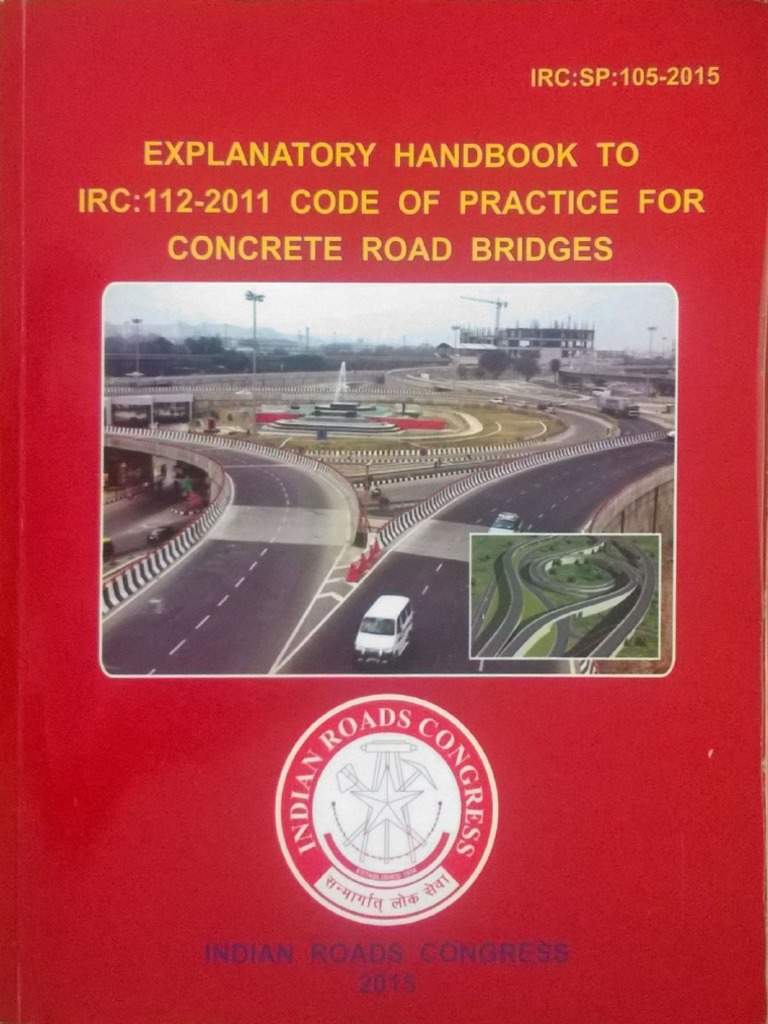 IRC:SP:105-2015
EXPLANATORY HANDBOOK TO
IRC:112-2011 CODE OF PRACTICE FOR
CONCRETE ROAD BRIDGES
INDIAN ROADS CONGRESS
ESTABLISHED 1934
सन्मार्गात् लोक सेवा
INDIAN ROADS CONGRESS
2015